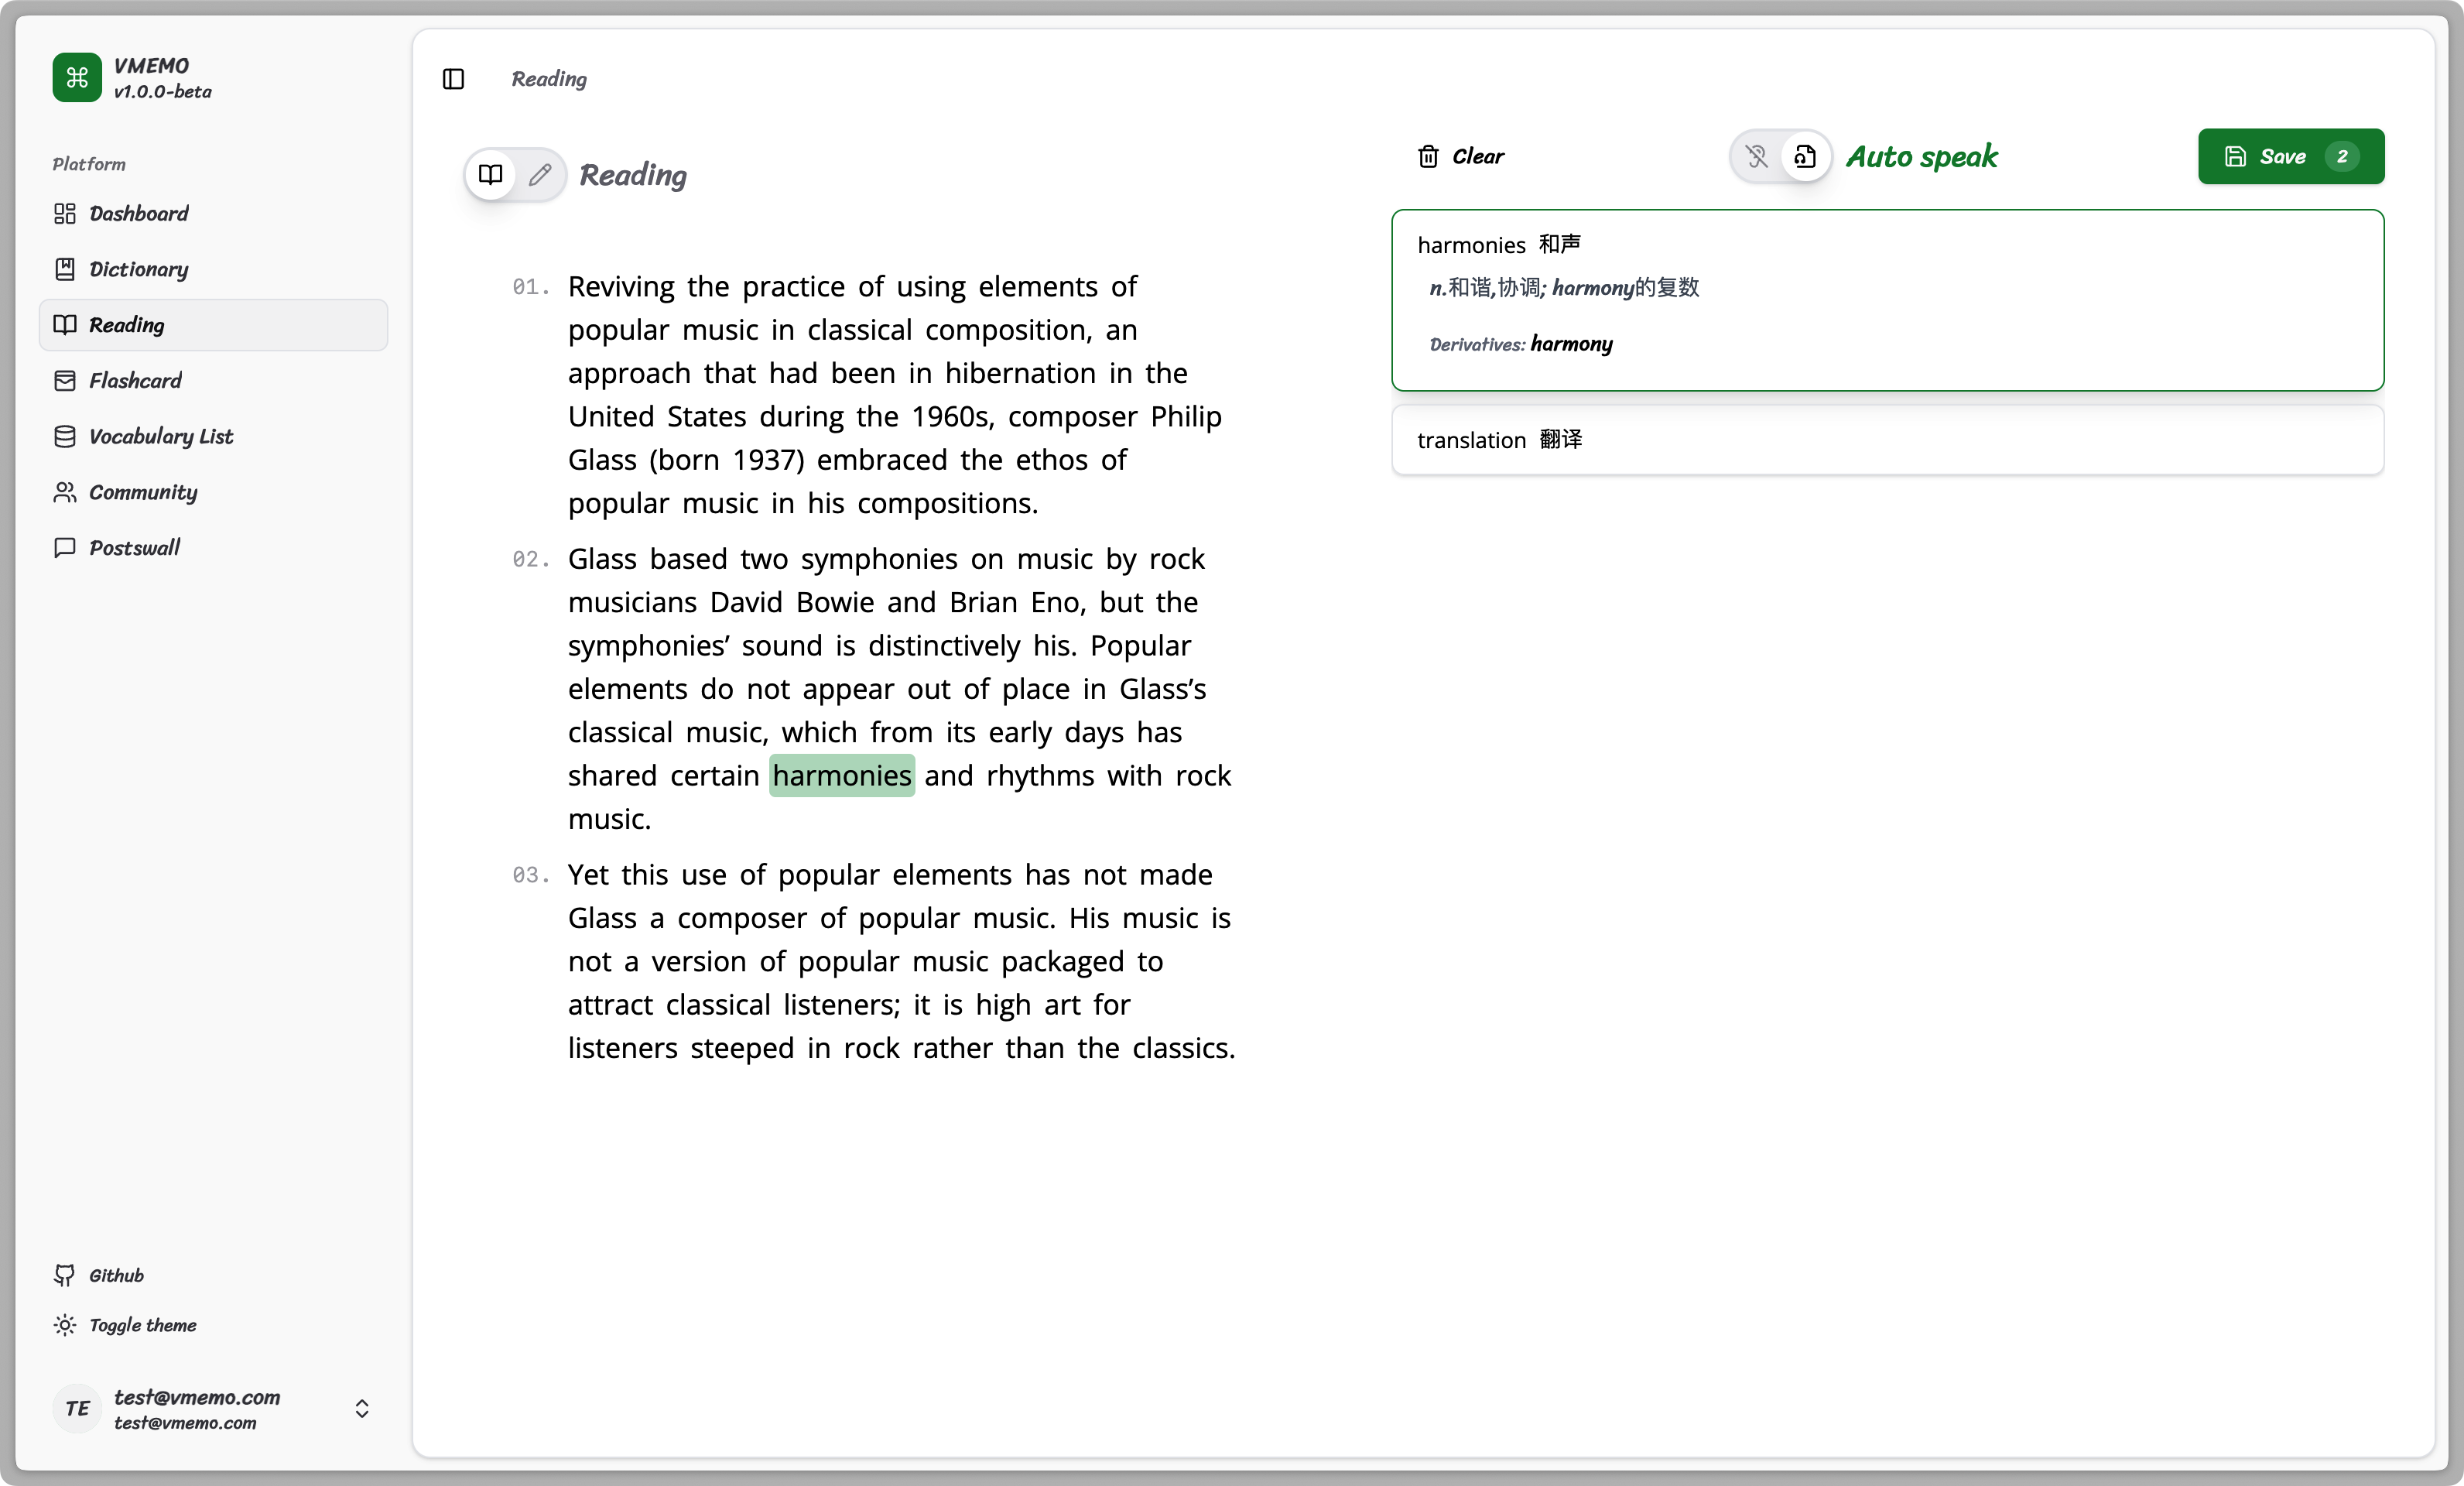 VMEMO
v1.0.0-beta
Platform
Dashboard
Dictionary
Reading
Flashcard
Vocabulary List
Community
Postswall
Github
Toggle theme
TE
test@vmemo.com
test@vmemo.com
Reading
Reading
01. Reviving the practice of using elements of
popular music in classical composition, an
approach that had been in hibernation in the
United States during the 1960s, composer Philip
Glass (born 1937) embraced the ethos of
popular music in his compositions.
02. Glass based two symphonies on music by rock
musicians David Bowie and Brian Eno, but the
symphonies’ sound is distinctively his. Popular
elements do not appear out of place in Glass’s
classical music, which from its early days has
shared certain harmonies and rhythms with rock
music.
03. Yet this use of popular elements has not made
Glass a composer of popular music. His music is
not a version of popular music packaged to
attract classical listeners; it is high art for
listeners steeped in rock rather than the classics.
Clear
Auto speak
Save 2
harmonies 和声
n.和谐,协调; harmony的复数
Derivatives: harmony
translation 翻译